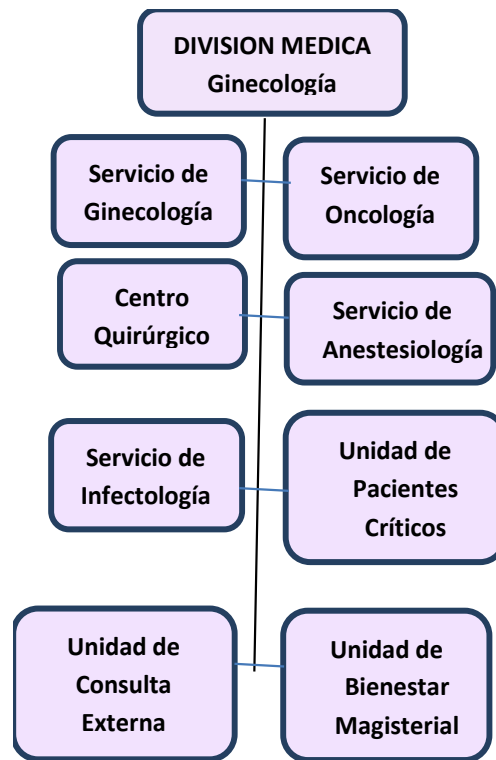 DIVISION MEDICA
Ginecología
Servicio de
Ginecología
Servicio de
Oncología
Centro
Quirúrgico
Servicio de
Anestesiología
Servicio de
Infectología
Unidad de
Pacientes
Críticos
Unidad de
Consulta
Externa
Unidad de
Bienestar
Magisterial